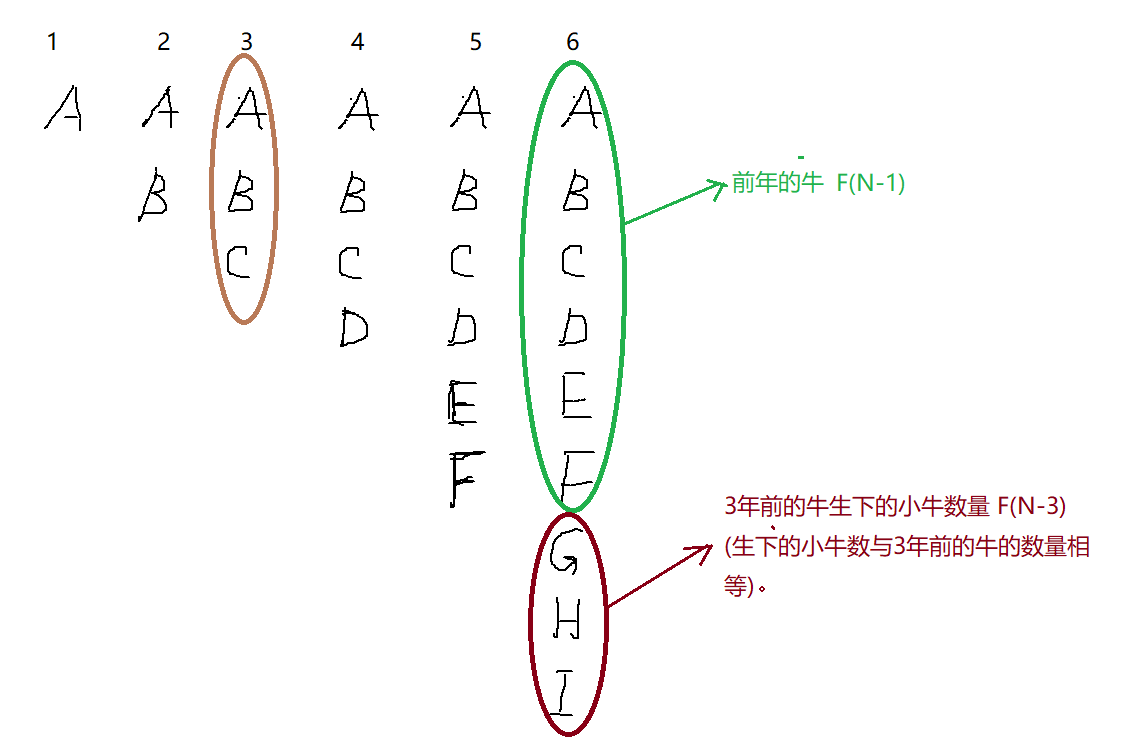 1 2 3 4 5 6
A A A A A A
前年的牛 F(N-1)
B B B B B
C C C C
D D D
E E
F F
3年前的牛生下的小牛数量 F(N-3)
(生下的小牛数与3年前的牛的数量相
等)。
G
H
I